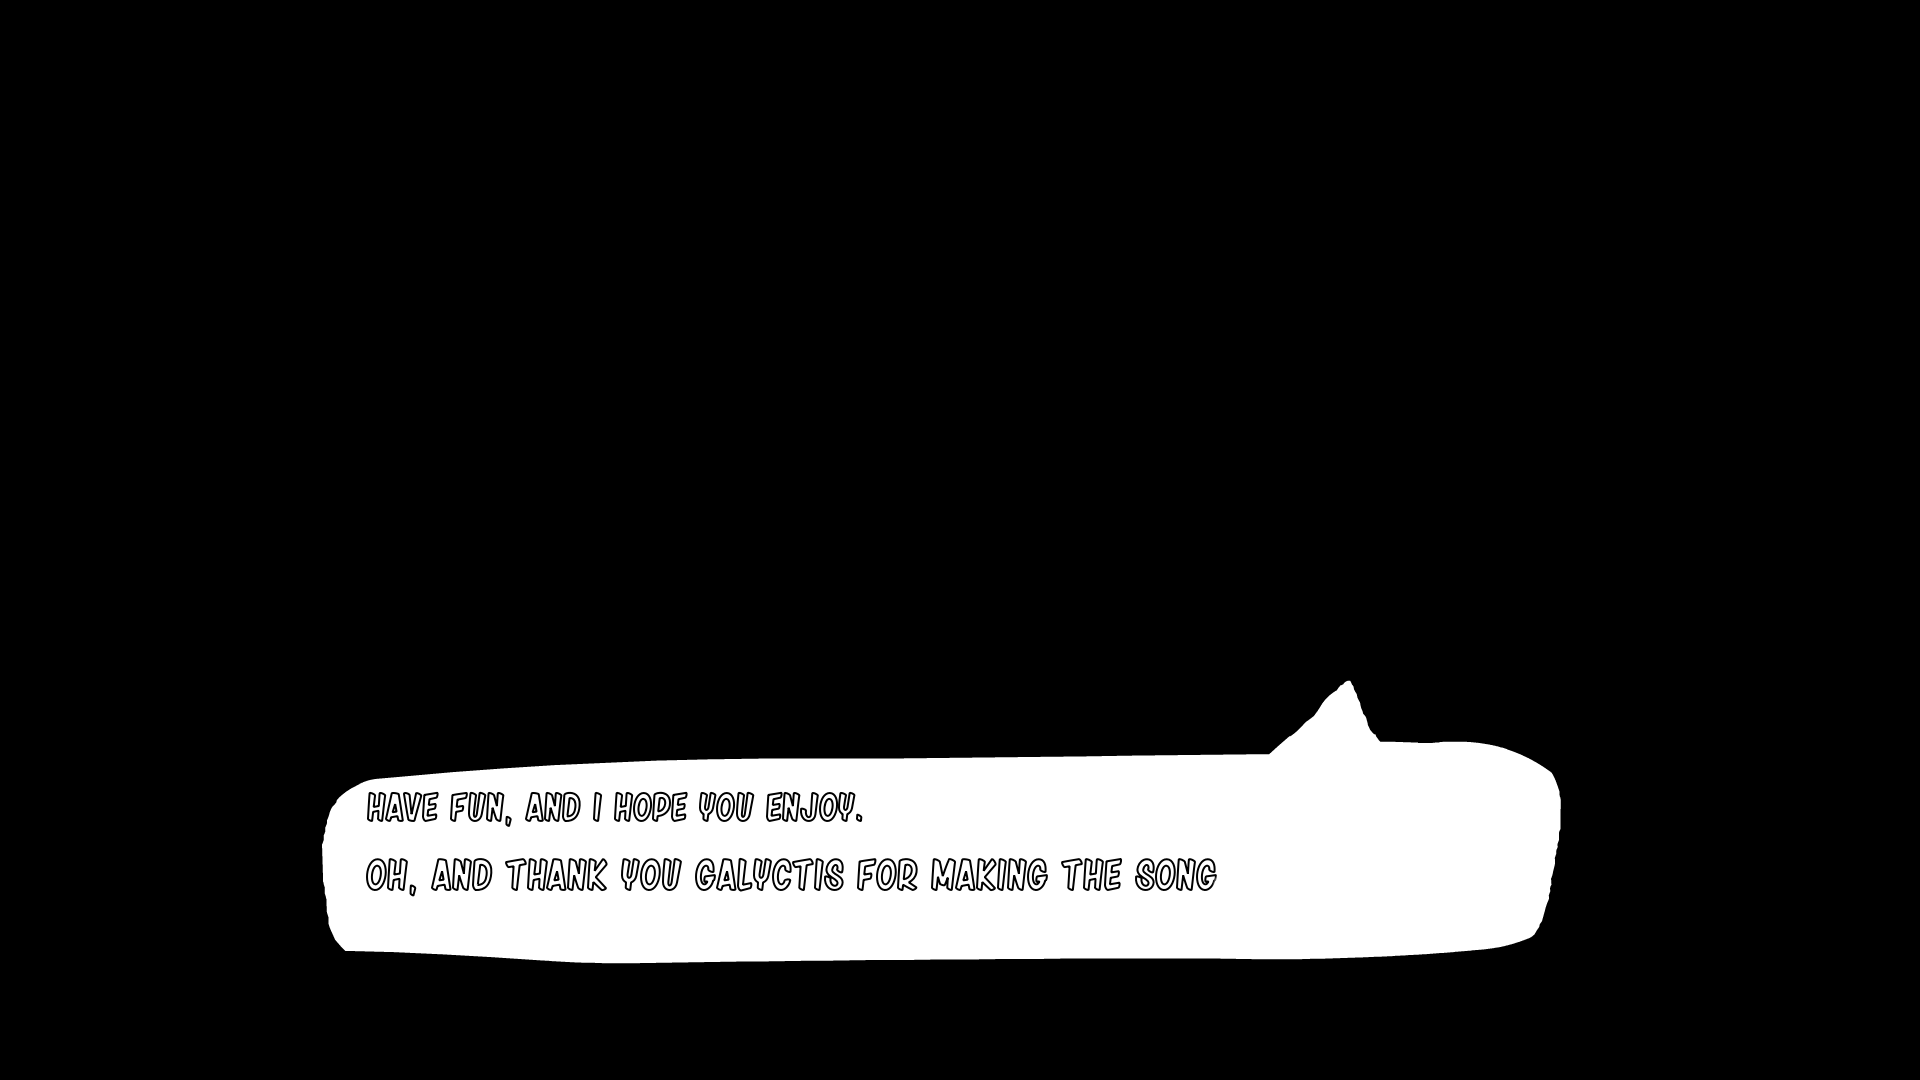 HAVE FUN, AND I HOPE YOU ENJOY.
OH, AND THANK YOU GALYCTIS FOR MAKING THE SONG